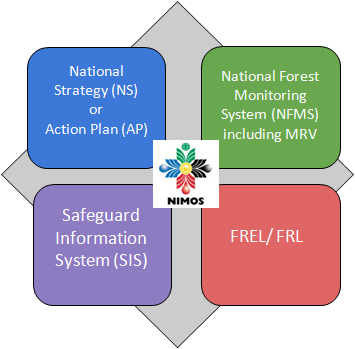 National
Strategy (NS)
or
Action Plan (AP)
National Forest
Monitoring
System (NFMS)
including MRV
NIMOS
Safeguard
Information
System (SIS)
FREL/ FRL